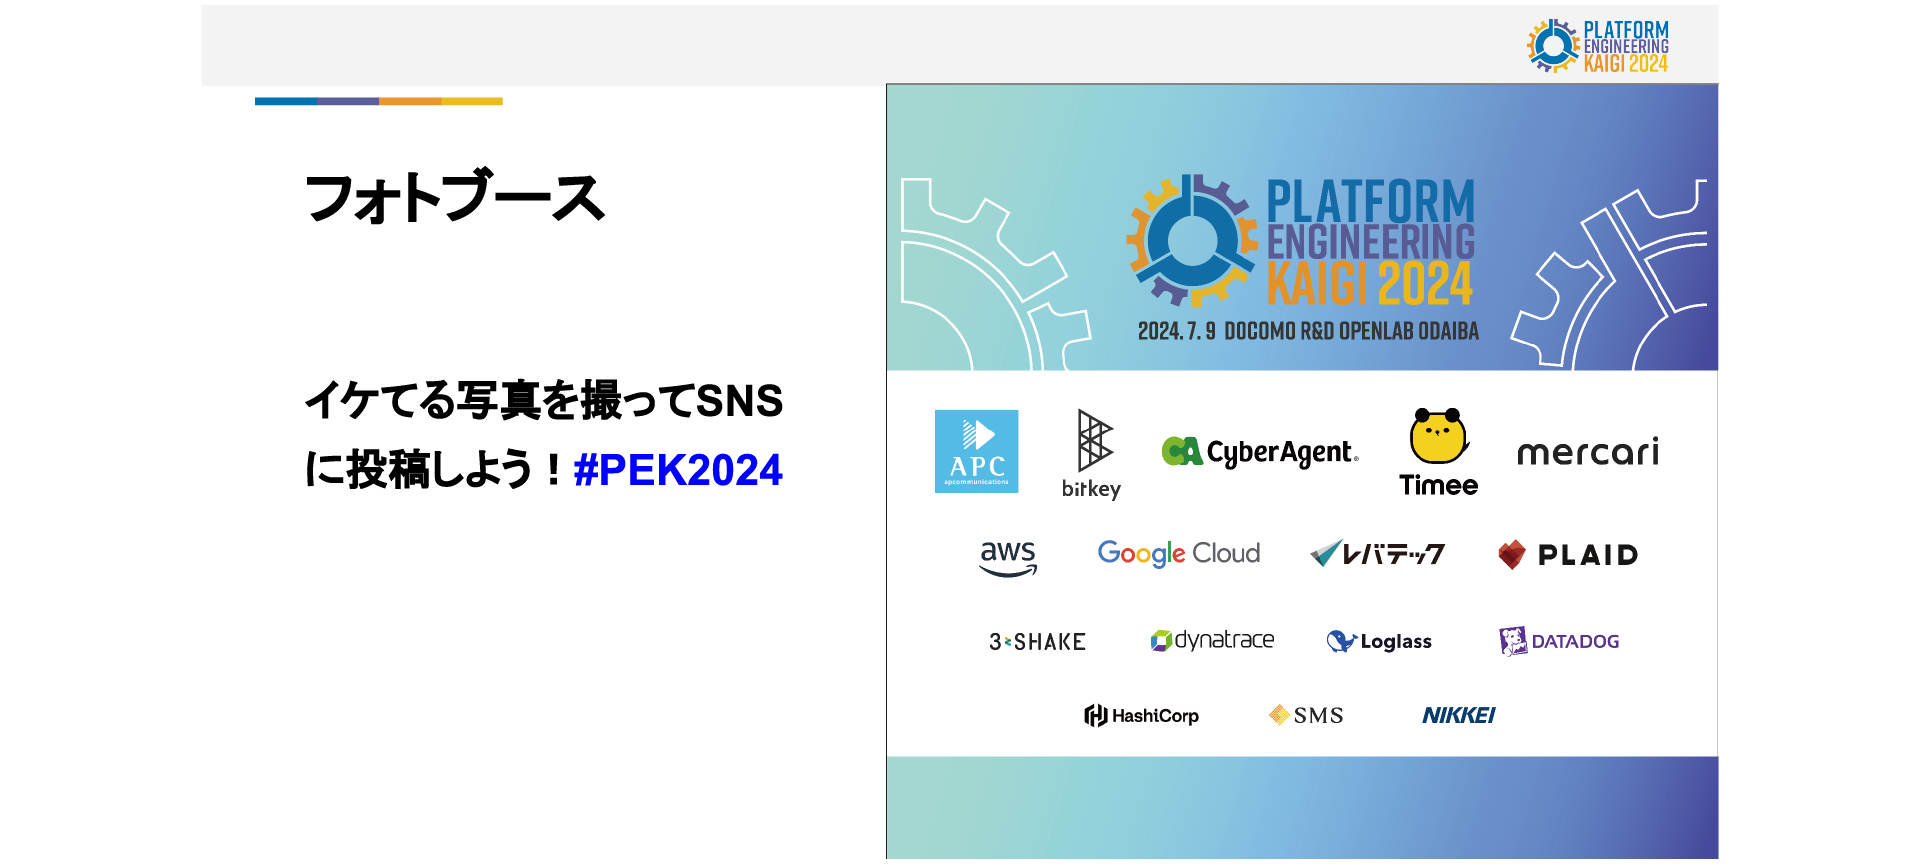 PLATFORM
ENGINEERING
KAIGI 2024
フォトブース
イケてる写真を撮ってSNS
に投稿しよう！#PEK2024
PLATFORM
ENGINEERING
KAIGI 2024
2024. 7. 9 DOCOMO R&D OPENLAB ODAIBA
APC
apcommunications
bitkey
CyberAgent®
Timee
mercari
aws
Google Cloud
レバテック
PLAID
3-SHAKE
dynatrace
Loglass
DATADOG
HashiCorp
SMS
NIKKEI